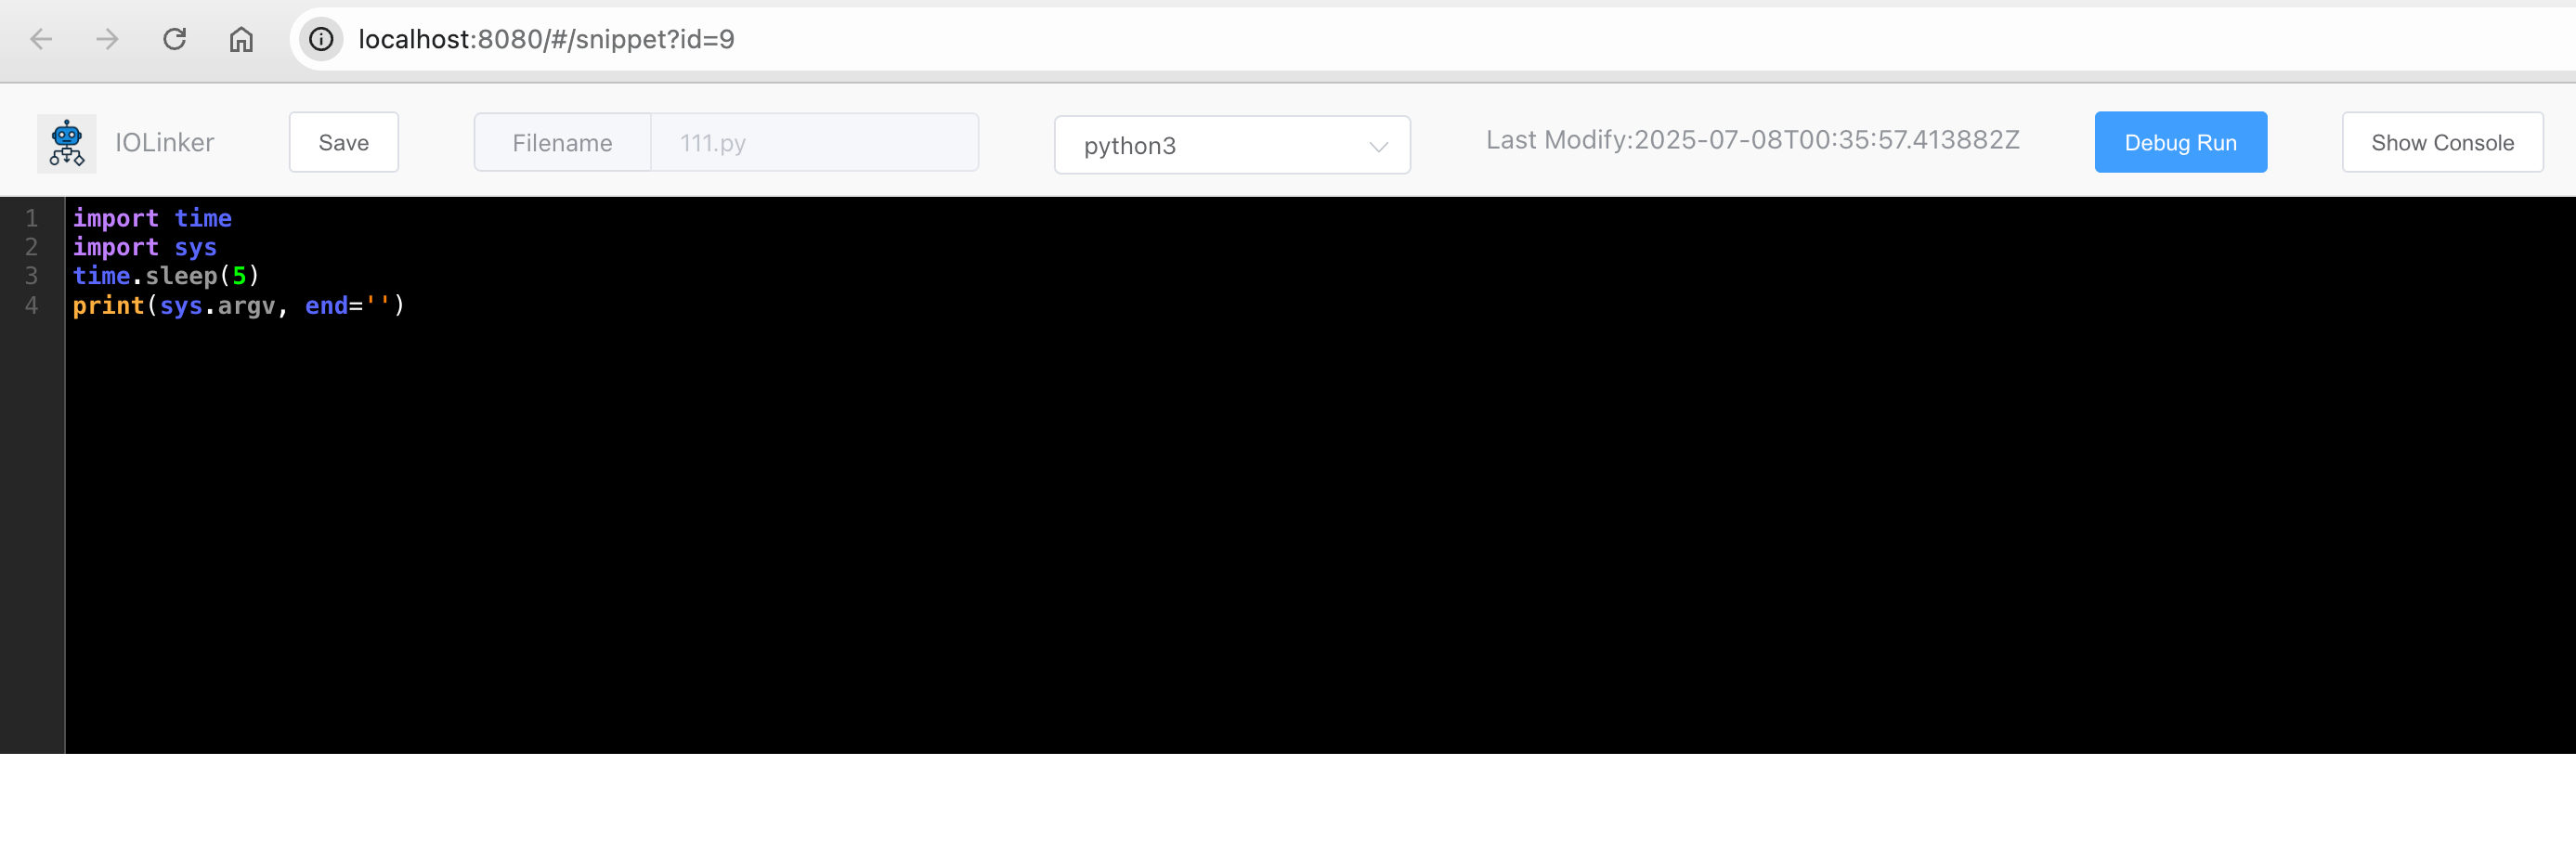 localhost:8080/#/snippet?id=9
IOLinker Save Filename 111.py python3 Last Modify:2025-07-08T00:35:57.413882Z Debug Run Show Console
1 import time
2 import sys
3 time.sleep(5)
4 print(sys.argv, end='')